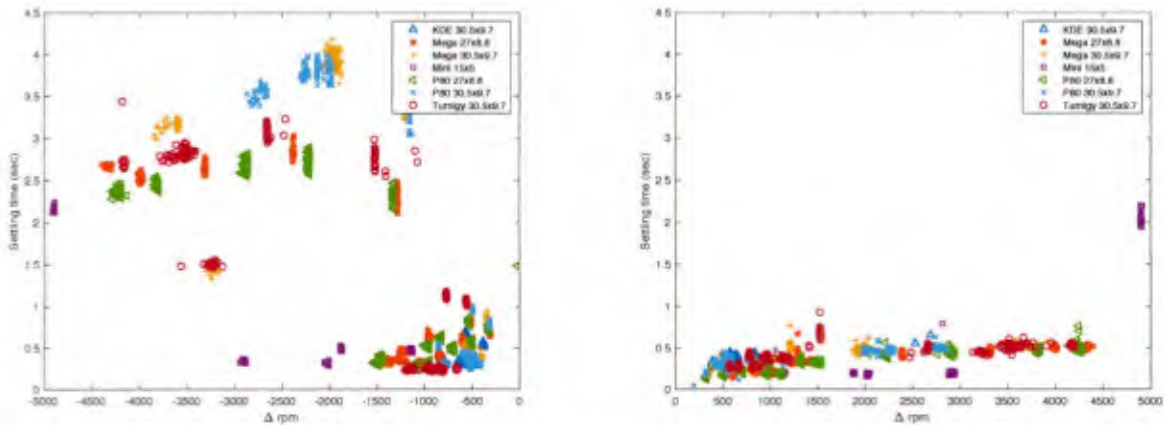 4.5
4
3.5
3
2.5
2
1.5
1
0.5
0
Settling time (sec)
-5000 -4500 -4000 -3500 -3000 -2500 -2000 -1500 -1000 -500 0
Δ rpm
KDE 30.5x9.7
Mega 27x8.8
Mega 30.5x9.7
Mini 15x5
P80 27x8.8
P80 30.5x9.7
Turnigy 30.5x9.7
4.5
4
3.5
3
2.5
2
1.5
1
0.5
0
Settling time (sec)
0 500 1000 1500 2000 2500 3000 3500 4000 4500 5000
Δ rpm
KDE 30.5x9.7
Mega 27x8.8
Mega 30.5x9.7
Mini 15x5
P80 27x8.8
P80 30.5x9.7
Turnigy 30.5x9.7